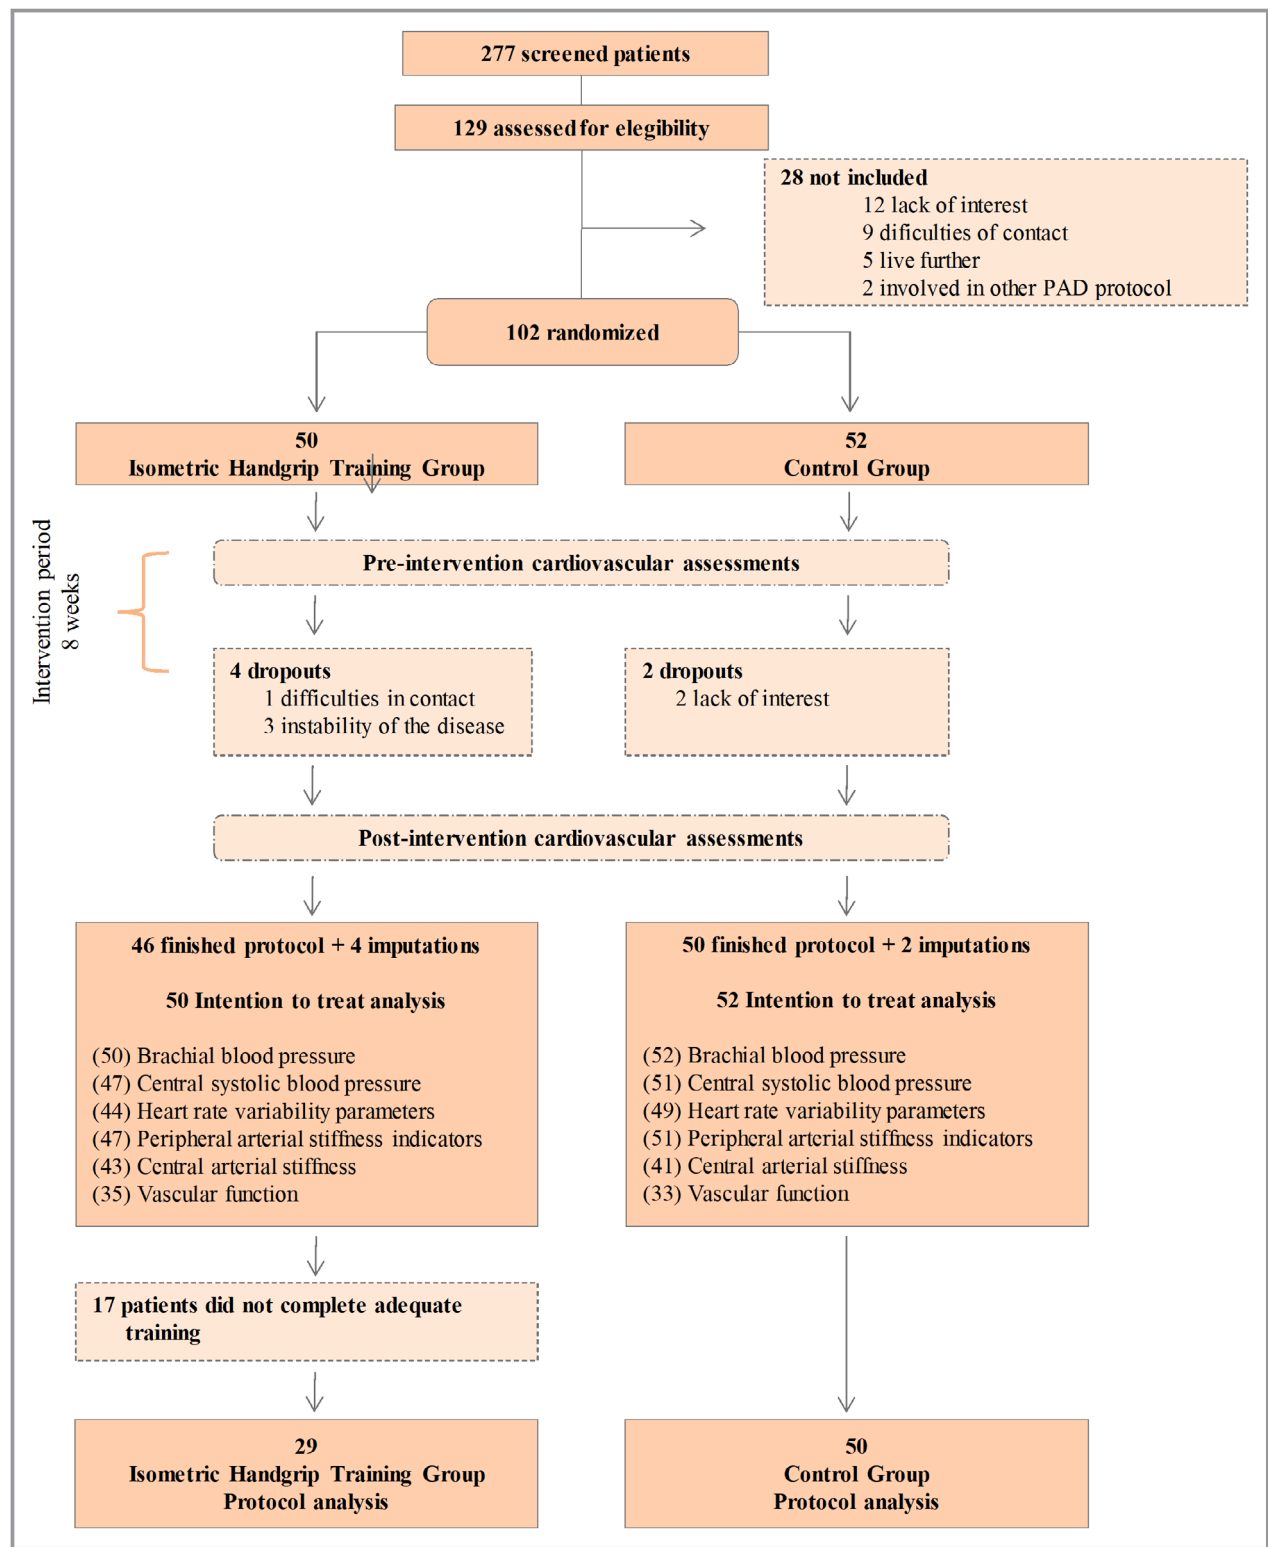 277 screened patients
129 assessed for elegibility
28 not included
12 lack of interest
9 dificulties of contact
5 live further
2 involved in other PAD protocol
102 randomized
50
Isometric Handgrip Training Group
52
Control Group
Intervention period
8 weeks
Pre-intervention cardiovascular assessments
4 dropouts
1 difficulties in contact
3 instability of the disease
2 dropouts
2 lack of interest
Post-intervention cardiovascular assessments
46 finished protocol + 4 imputations
50 Intention to treat analysis
(50) Brachial blood pressure
(47) Central systolic blood pressure
(44) Heart rate variability parameters
(47) Peripheral arterial stiffness indicators
(43) Central arterial stiffness
(35) Vascular function
50 finished protocol + 2 imputations
52 Intention to treat analysis
(52) Brachial blood pressure
(51) Central systolic blood pressure
(49) Heart rate variability parameters
(51) Peripheral arterial stiffness indicators
(41) Central arterial stiffness
(33) Vascular function
17 patients did not complete adequate
training
29
Isometric Handgrip Training Group
Protocol analysis
50
Control Group
Protocol analysis